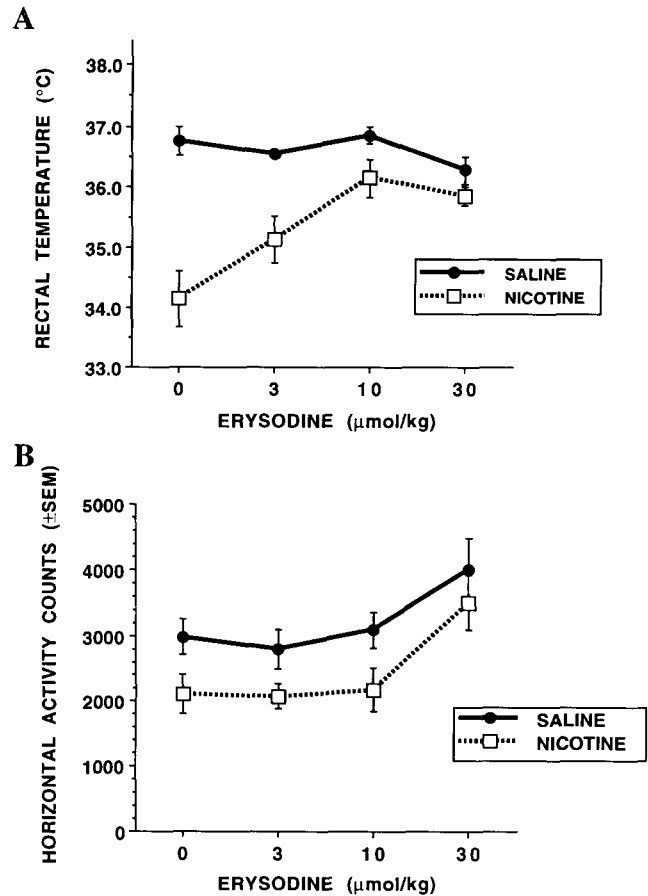 A
RECTAL TEMPERATURE (°C)
38.0
37.0
36.0
35.0
34.0
33.0
SALINE
NICOTINE
0 3 10 30
ERYSODINE (μmol/kg)
B
HORIZONTAL ACTIVITY COUNTS (±SEM)
5000
4000
3000
2000
1000
0
SALINE
NICOTINE
0 3 10 30
ERYSODINE (μmol/kg)